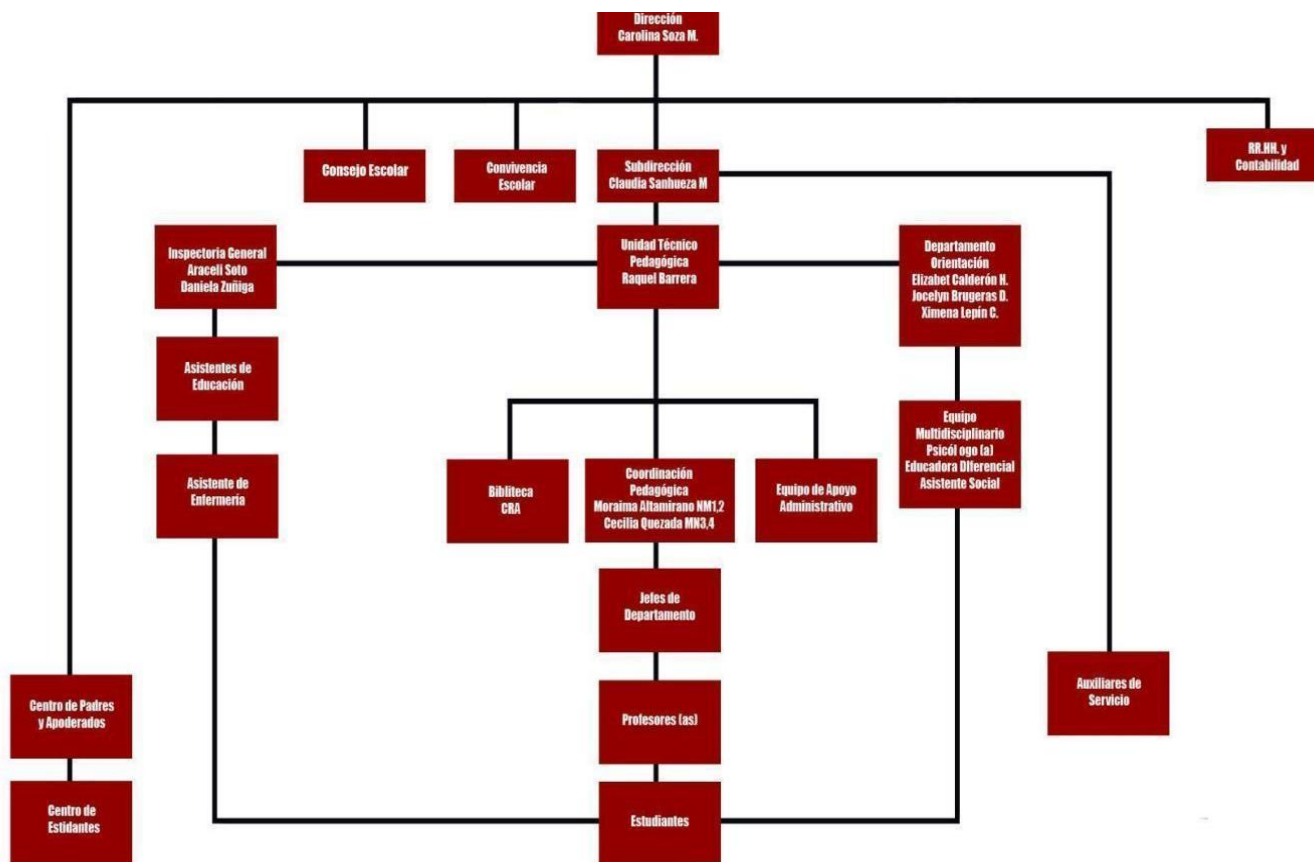 Dirección
Carolina Soza M.
Consejo Escolar
Convivencia
Escolar
Subdirección
Claudia Sanhueza M
RR.HH. y
Contabilidad
Inspectoria General
Araceli Soto
Daniela Zuñiga
Unidad Técnico
Pedagógica
Raquel Barrera
Departamento
Orientación
Elizabet Calderón H.
Jocelyn Brugeras D.
Ximena Lepín C.
Asistentes de
Educación
Equipo
Multidisciplinario
Psicól ogo (a)
Educadora DIferencial
Asistente Social
Asistente de
Enfermería
Bibliteca
CRA
Coordinación
Pedagógica
Moraima Altamirano NM1,2
Cecilia Quezada MN3,4
Equipo de Apoyo
Administrativo
Jefes de
Departamento
Centro de Padres
y Apoderados
Profesores (as)
Auxiliares de
Servicio
Centro de
Estidantes
Estudiantes